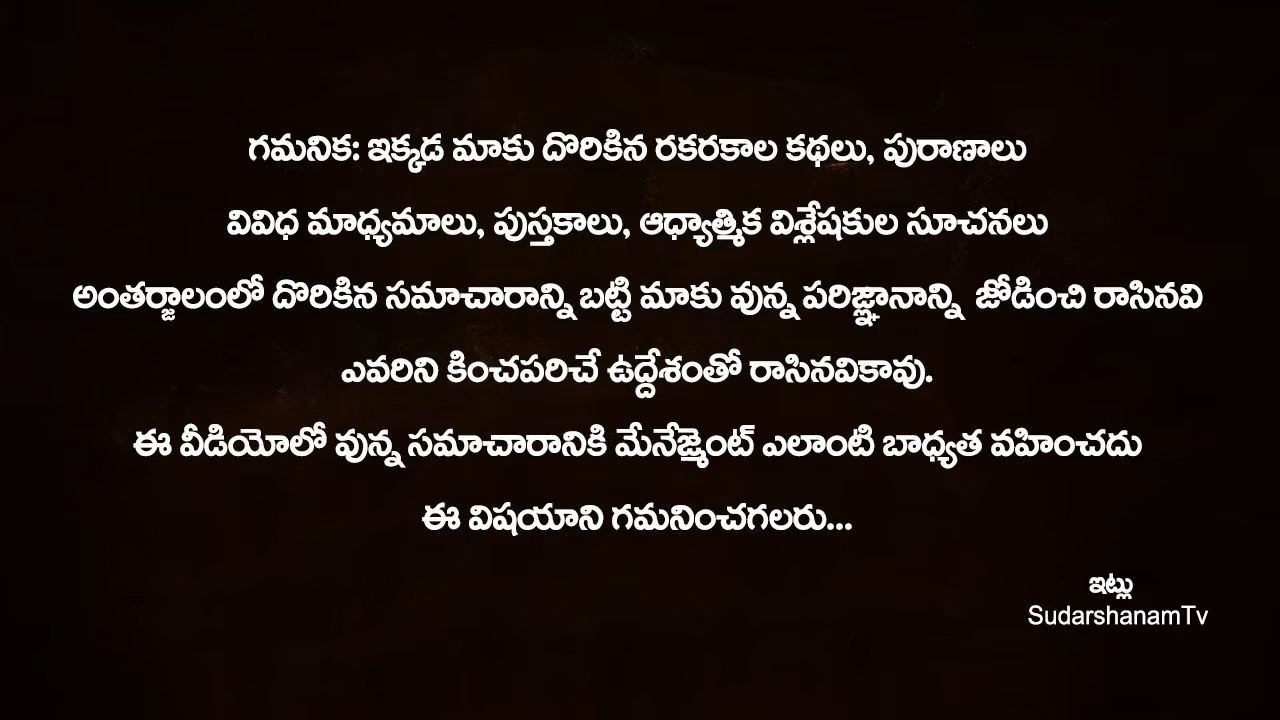 గమనిక: ఇక్కడ మాకు దొరికిన రకరకాల కథలు, పురాణాలు
వివిధ మాధ్యమాలు, పుస్తకాలు, ఆధ్యాత్మిక విశ్లేషకుల సూచనలు
అంతర్జాలంలో దొరికిన సమాచారాన్ని బట్టి మాకు వున్న పరిజ్ఞానాన్ని జోడించి రాసినవి
ఎవరిని కించపరిచే ఉద్దేశంతో రాసినవికావు.
ఈ వీడియోలో వున్న సమాచారానికి మేనేజ్మెంట్ ఎలాంటి బాధ్యత వహించదు
ఈ విషయాని గమనించగలరు...
ఇట్లు
SudarshanamTv